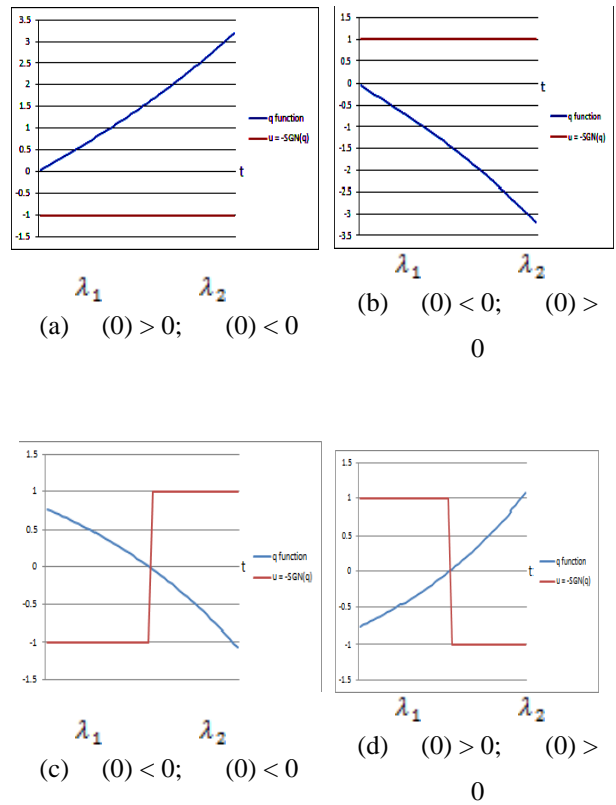 3.5
3
2.5
2
1.5
1
0.5
0
-0.5
-1
-1.5
t
q function
u = -SGN(q)
λ₁ λ₂
(a) (0) > 0; (0) < 0
1.5
1
0.5
0
-0.5
-1
-1.5
-2
-2.5
-3
-3.5
t
q function
u = -SGN(q)
λ₁ λ₂
(b) (0) < 0; (0) >
0
1.5
1
0.5
0
-0.5
-1
-1.5
t
q function
u = -SGN(q)
λ₁ λ₂
(c) (0) < 0; (0) < 0
1.5
1
0.5
0
-0.5
-1
-1.5
t
q function
u = -SGN(q)
λ₁ λ₂
(d) (0) > 0; (0) >
0